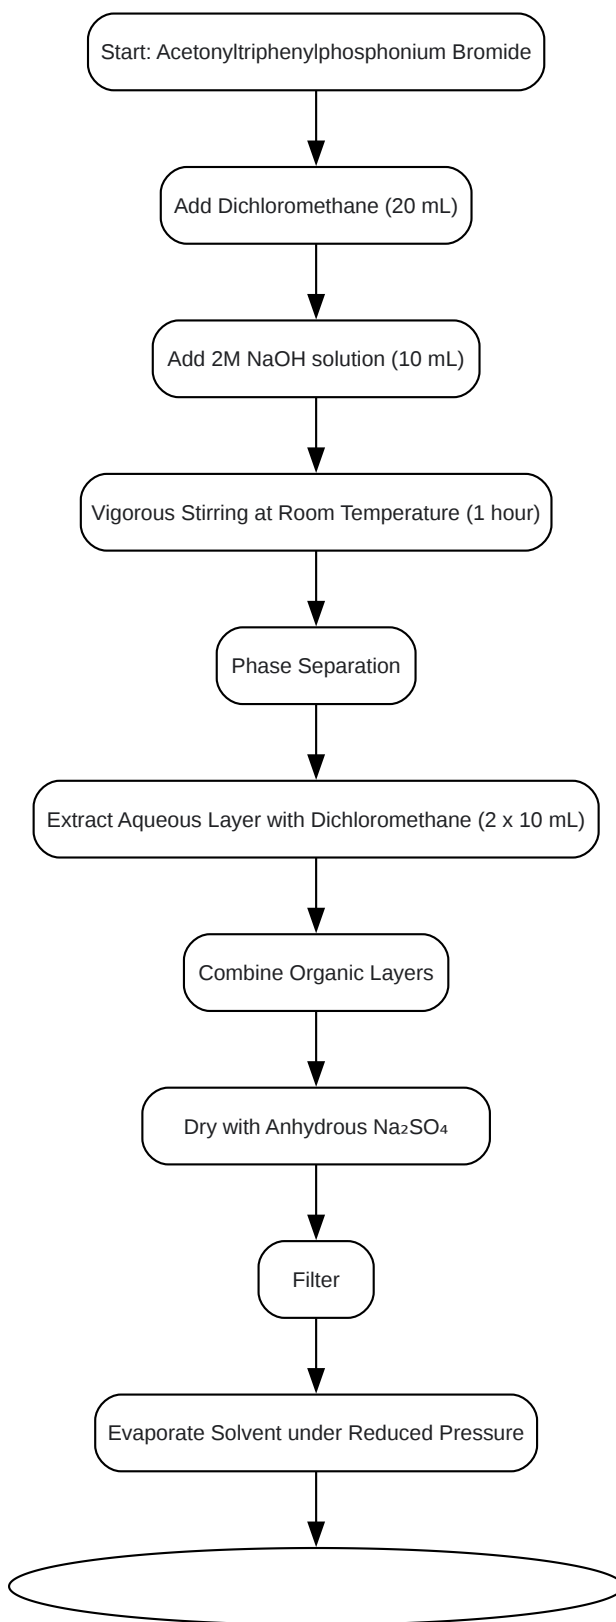 Start: Acetonyltriphenylphosphonium Bromide
Add Dichloromethane (20 mL)
Add 2M NaOH solution (10 mL)
Vigorous Stirring at Room Temperature (1 hour)
Phase Separation
Extract Aqueous Layer with Dichloromethane (2 x 10 mL)
Combine Organic Layers
Dry with Anhydrous Na₂SO₄
Filter
Evaporate Solvent under Reduced Pressure